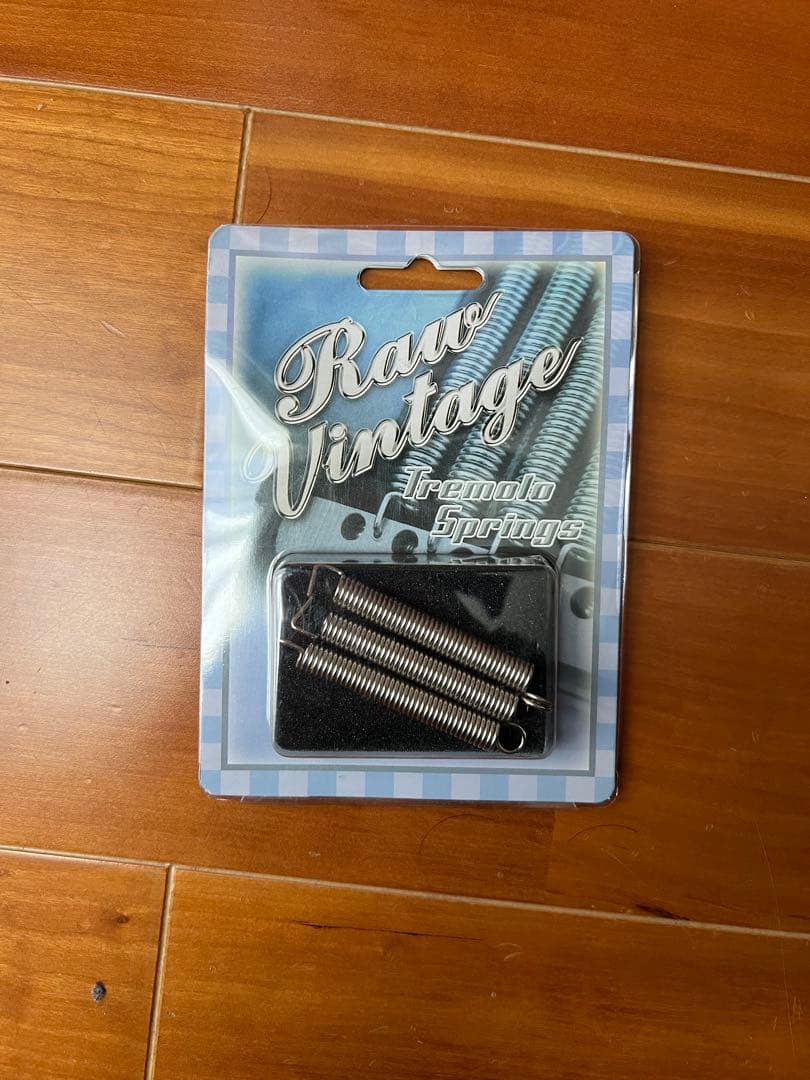 Raw
Vintage
Tremolo
Springs